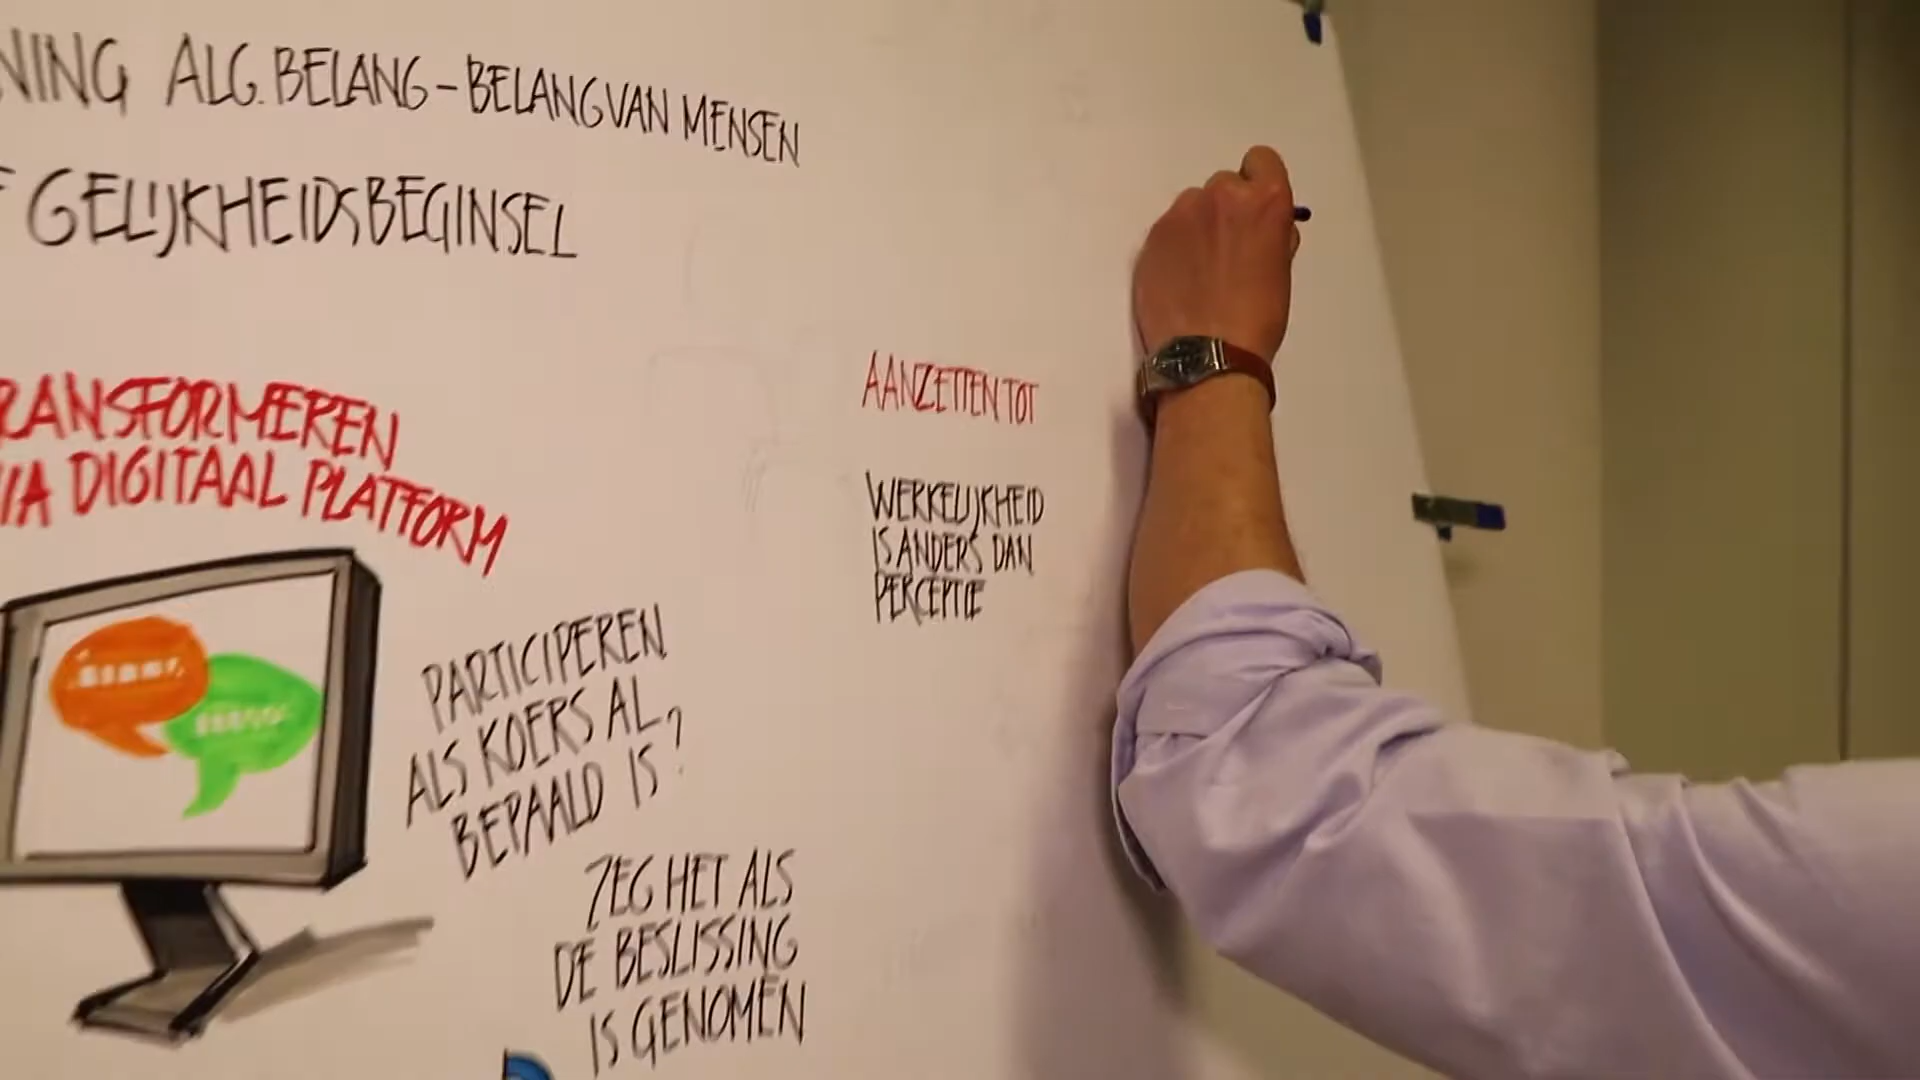 NING ALG. BELANG - BELANG VAN MENSEN
GELIJKHEIDSBEGINSEL
RANSFORMEREN
VIA DIGITAAL PLATFORM
PARTICIPEREN
ALS KOERS AL
BEPAALD IS?
ZEG HET ALS
DE BESLISSING
IS GENOMEN
AANZETTEN TOT
WERKELIJKHEID
IS ANDERS DAN
PERCEPTIE